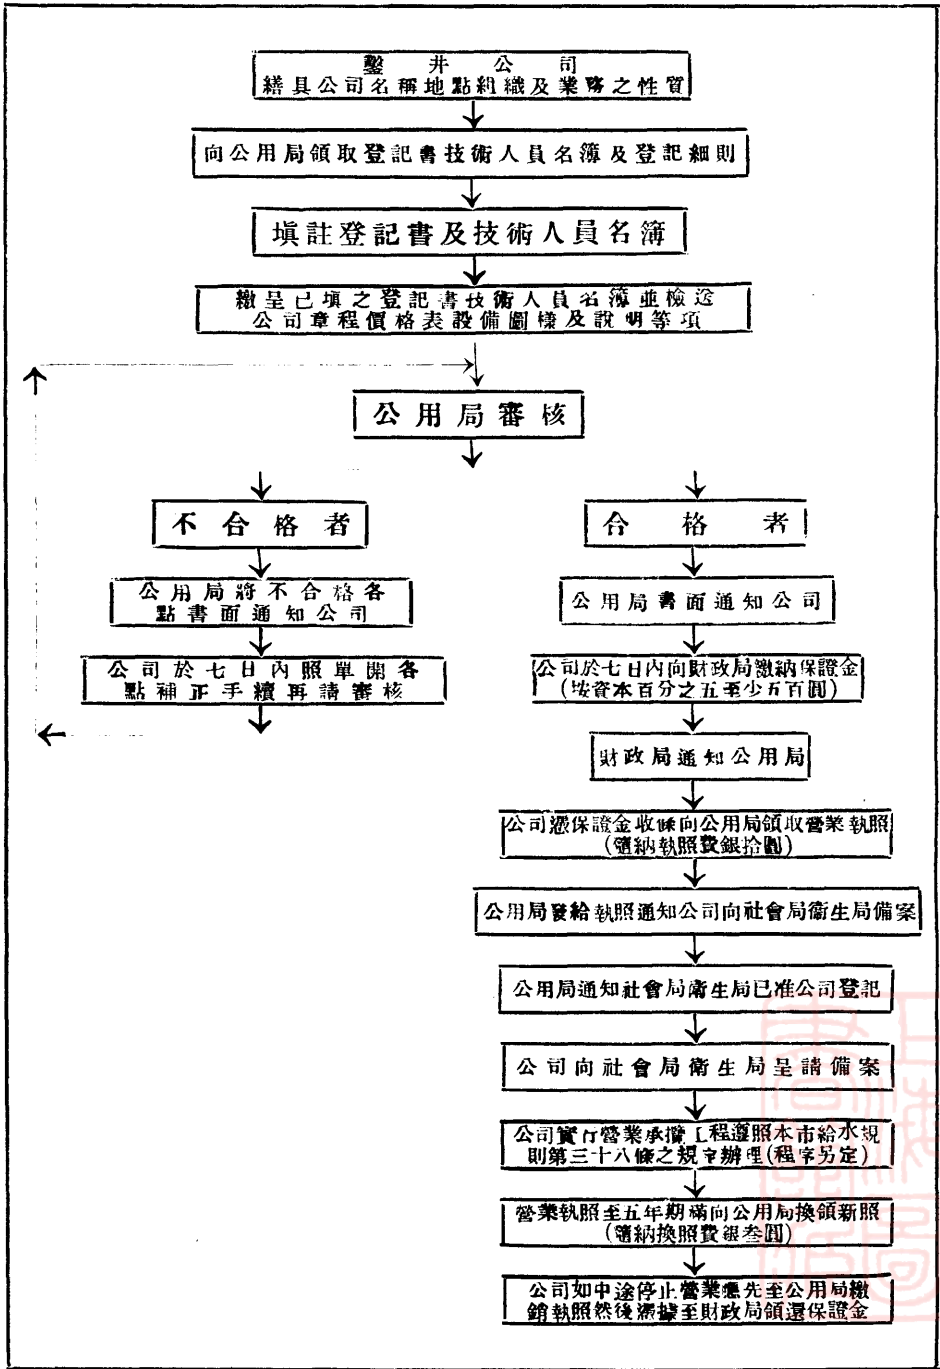 鑿井公司
繕具公司名稱地點組織及業務之性質
向公用局領取登記書技術人員名簿及登記細則
填註登記書及技術人員名簿
繳呈已填之登記書技術人員名簿並檢送
公司章程價格表設備圖樣及說明等項
公用局審核
不合格者
公用局將不合格各
點書面通知公司
公司於七日內照單開各
點補正手續再請審核
合格者
公用局書面通知公司
公司於七日內向財政局繳納保證金
(按資本百分之五至少五百圓)
財政局通知公用局
公司憑保證金收條向公用局領取營業執照
(隨納執照費銀拾圓)
公用局發給執照通知公司向社會局衞生局備案
公用局通知社會局衞生局已准公司登記
公司向社會局衞生局呈請備案
公司實行營業承攬工程遵照本市給水規
則第三十八條之規定辦理(程序另定)
營業執照至五年期滿向公用局換領新照
(隨納換照費銀叁圓)
公司如中途停止營業應先至公用局繳
銷執照然後憑據至財政局領還保證金